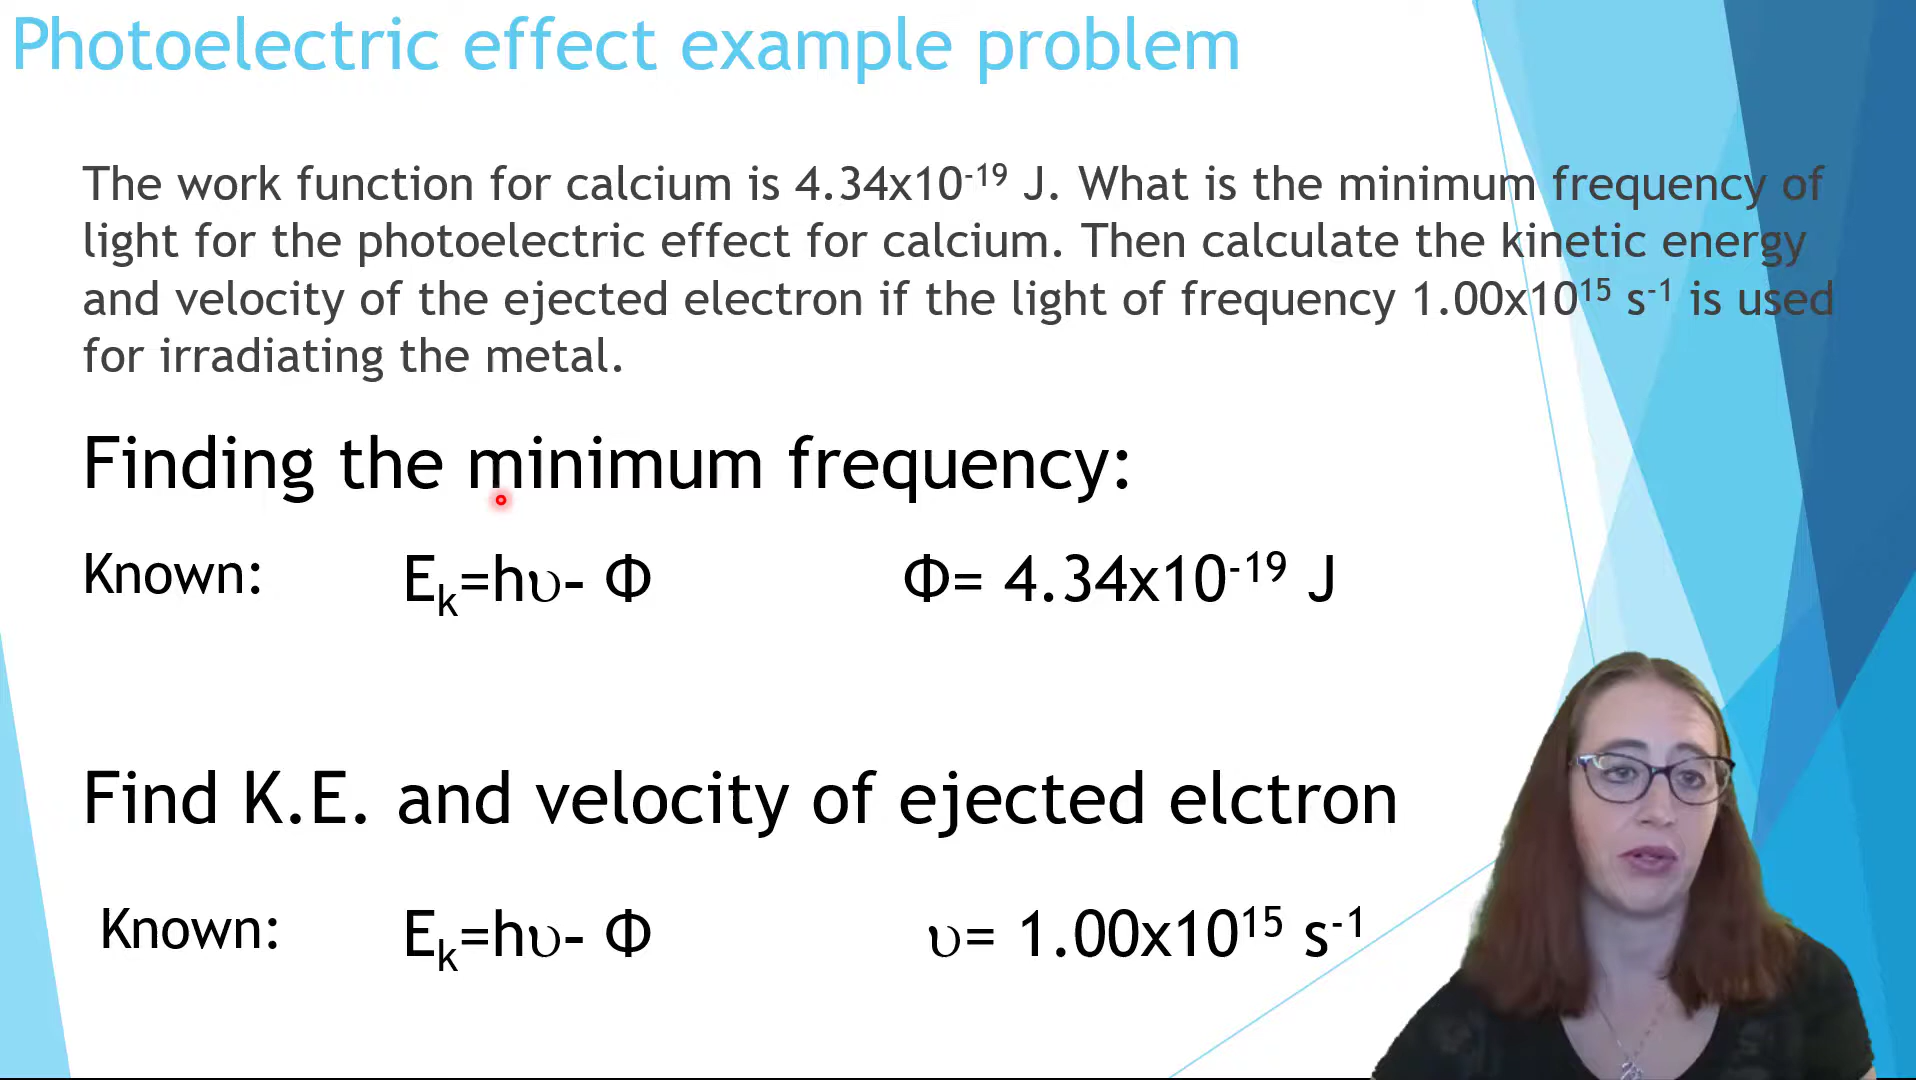 Photoelectric effect example problem
The work function for calcium is 4.34x10⁻¹⁹ J. What is the minimum frequency of
light for the photoelectric effect for calcium. Then calculate the kinetic energy
and velocity of the ejected electron if the light of frequency 1.00x10¹⁵ s⁻¹ is used
for irradiating the metal.
Finding the minimum frequency:
Known: Eₖ=hυ- Φ Φ= 4.34x10⁻¹⁹ J
Find K.E. and velocity of ejected elctron
Known: Eₖ=hυ- Φ υ= 1.00x10¹⁵ s⁻¹